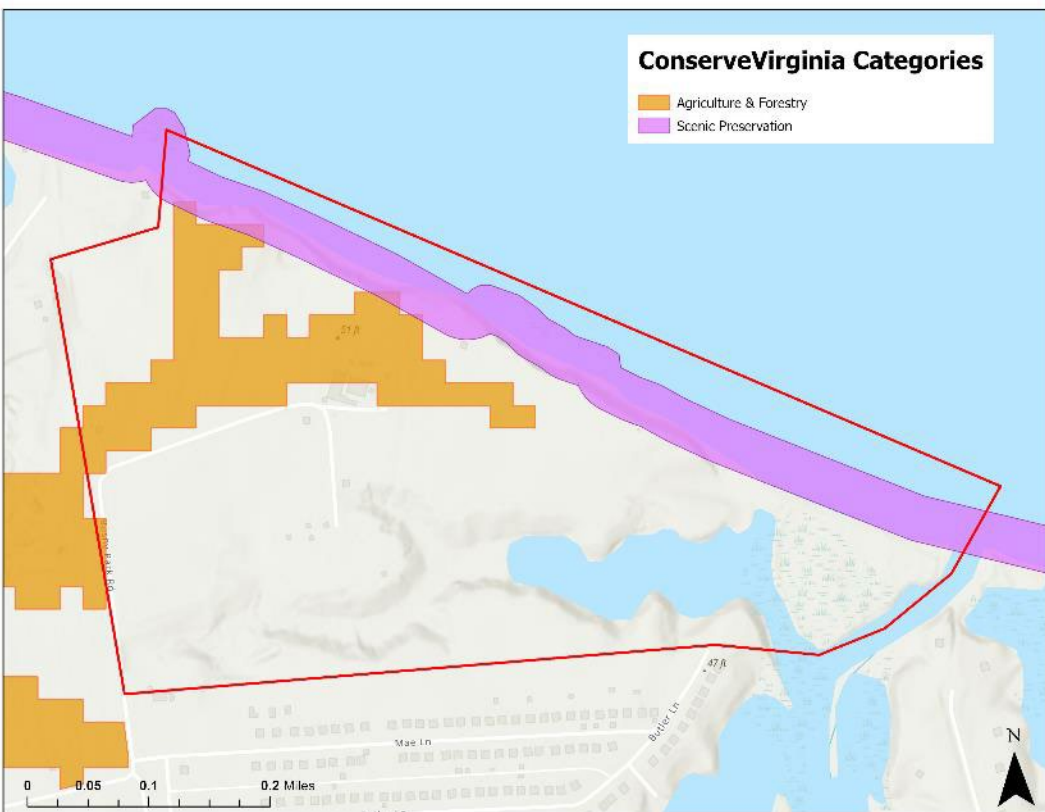 ConserveVirginia Categories
Agriculture & Forestry
Scenic Preservation
51 ft
47 ft
Butler Ln
Mae Ln
N
0 0.05 0.1 0.2 Miles